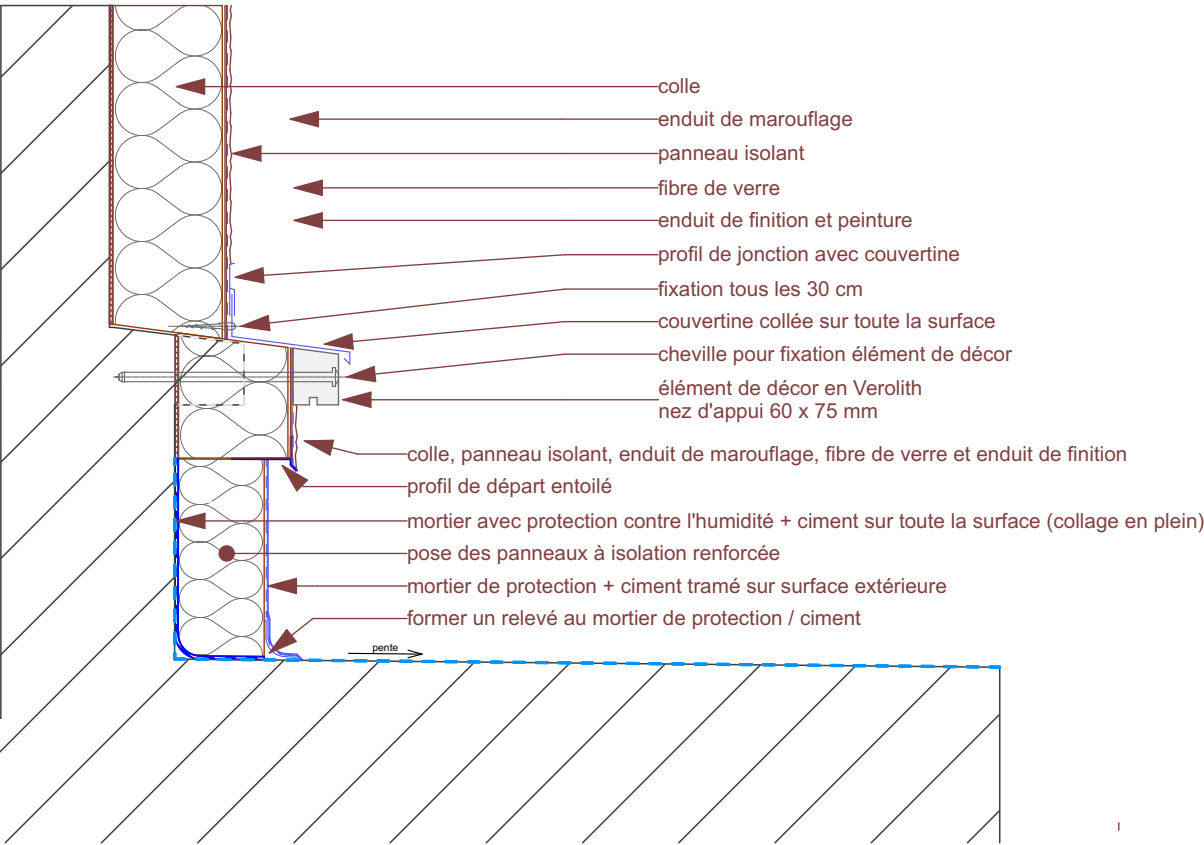 colle
enduit de marouflage
panneau isolant
fibre de verre
enduit de finition et peinture
profil de jonction avec couvertine
fixation tous les 30 cm
couvertine collée sur toute la surface
cheville pour fixation élément de décor
élément de décor en Verolith
nez d'appui 60 x 75 mm
colle, panneau isolant, enduit de marouflage, fibre de verre et enduit de finition
profil de départ entoilé
mortier avec protection contre l'humidité + ciment sur toute la surface (collage en plein)
pose des panneaux à isolation renforcée
mortier de protection + ciment tramé sur surface extérieure
former un relevé au mortier de protection / ciment
pente